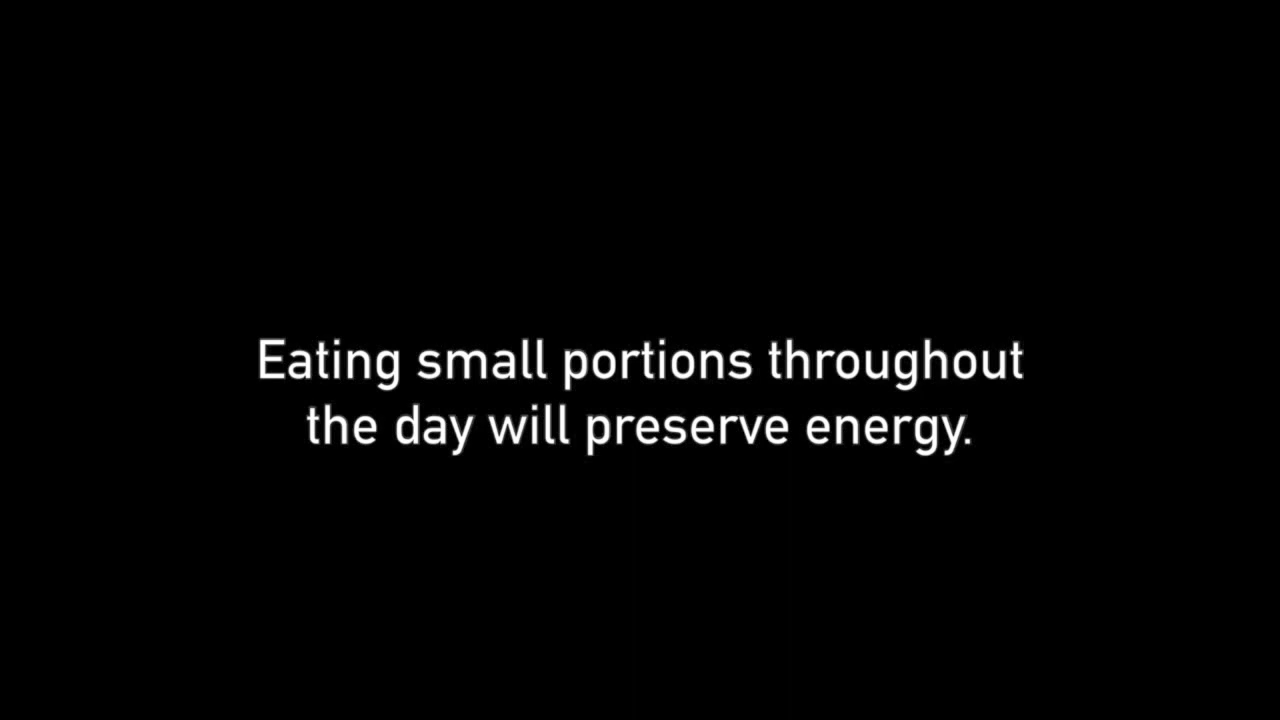 Eating small portions throughout
the day will preserve energy.